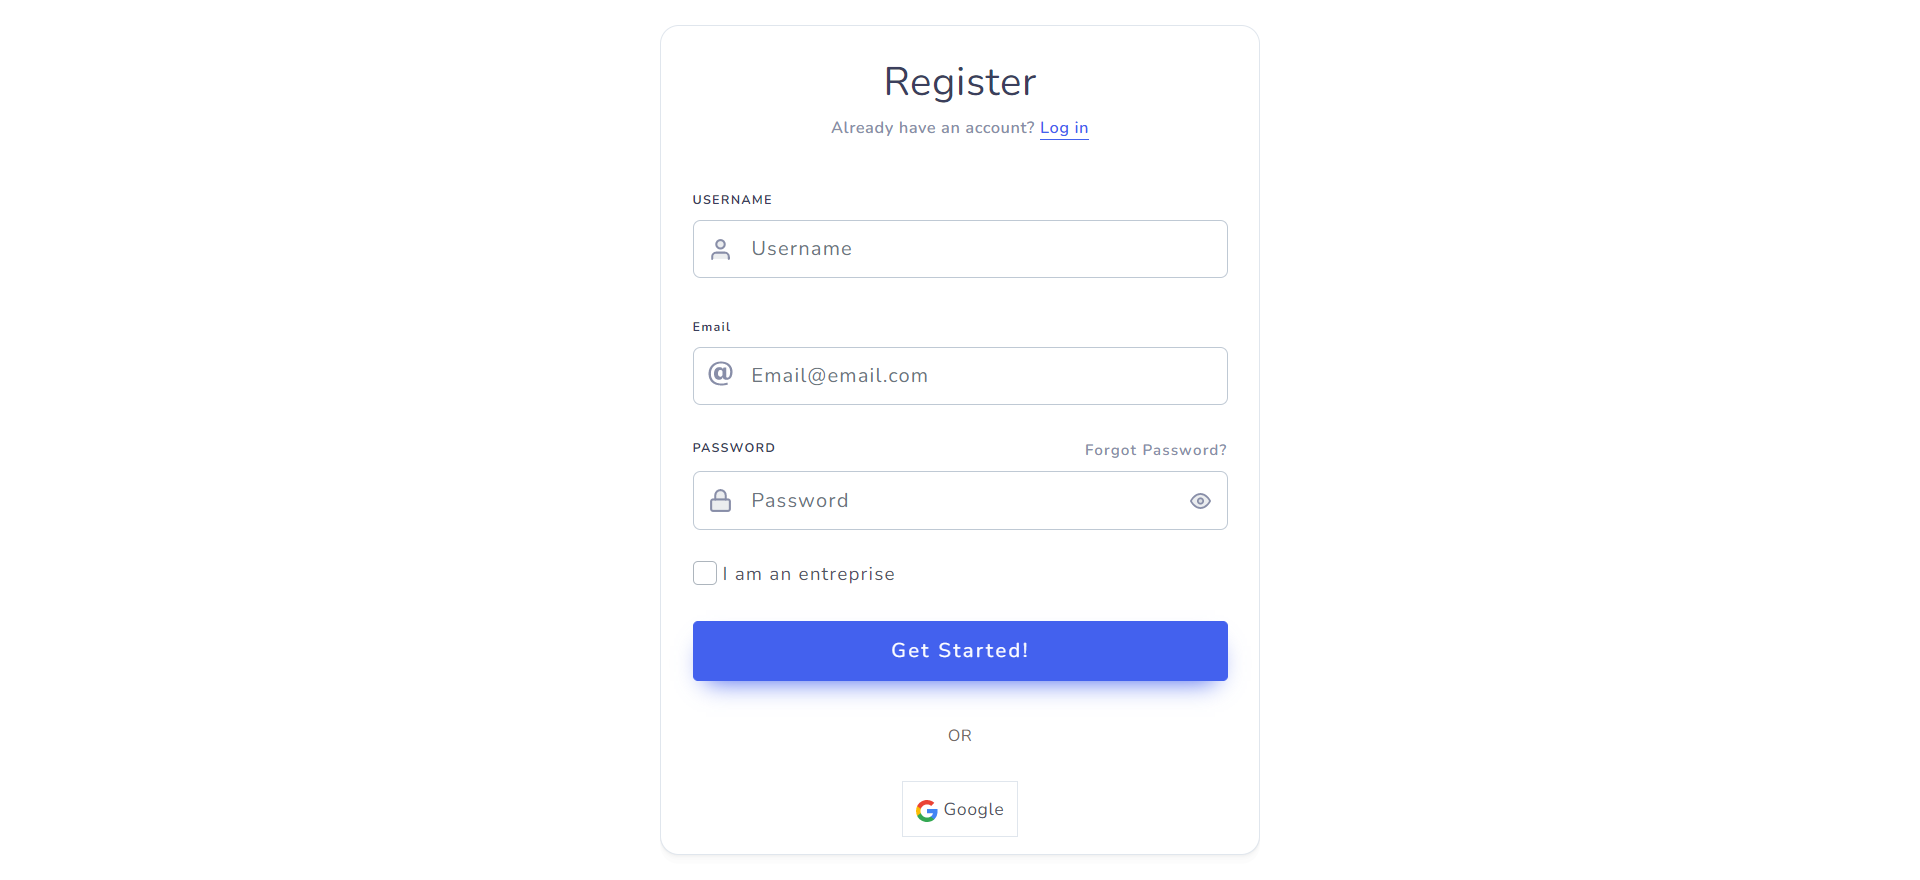 Register
Already have an account? Log in
USERNAME
Username
Email
@ Email@email.com
PASSWORD Forgot Password?
Password
I am an entreprise
Get Started!
OR
Google